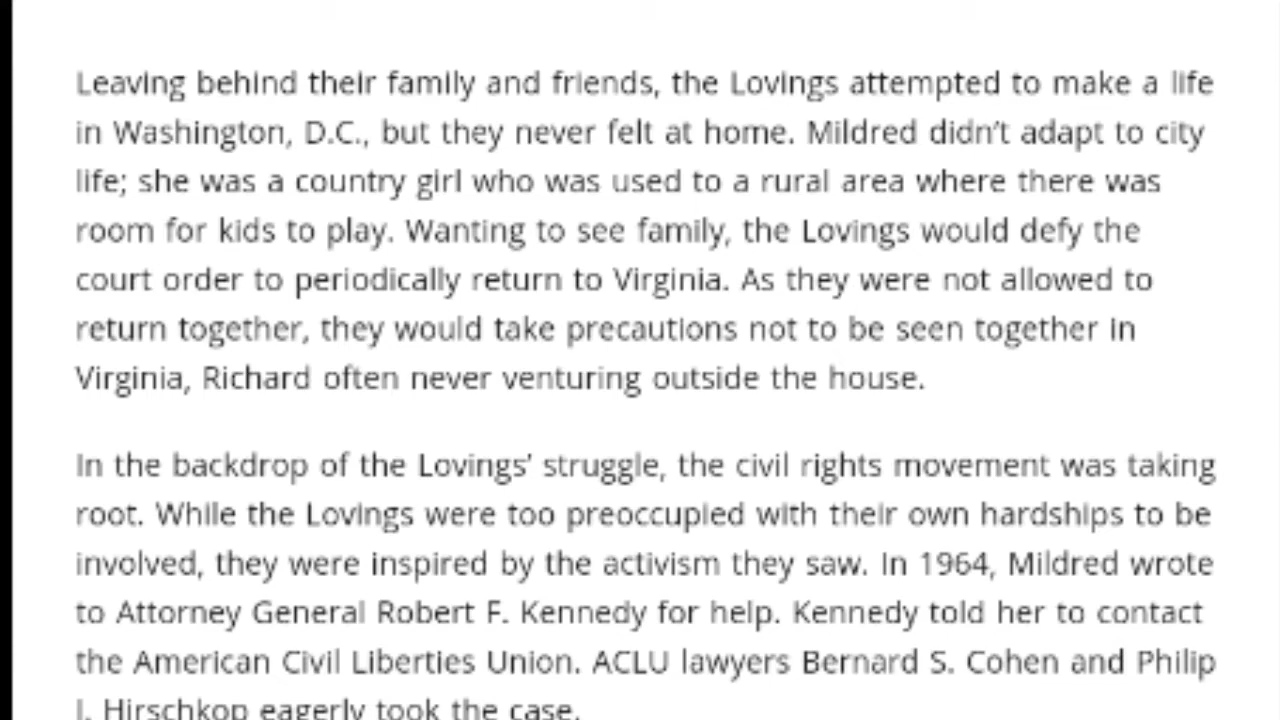 Leaving behind their family and friends, the Lovings attempted to make a life
in Washington, D.C., but they never felt at home. Mildred didn’t adapt to city
life; she was a country girl who was used to a rural area where there was
room for kids to play. Wanting to see family, the Lovings would defy the
court order to periodically return to Virginia. As they were not allowed to
return together, they would take precautions not to be seen together in
Virginia, Richard often never venturing outside the house.
In the backdrop of the Lovings’ struggle, the civil rights movement was taking
root. While the Lovings were too preoccupied with their own hardships to be
involved, they were inspired by the activism they saw. In 1964, Mildred wrote
to Attorney General Robert F. Kennedy for help. Kennedy told her to contact
the American Civil Liberties Union. ACLU lawyers Bernard S. Cohen and Philip
J. Hirschkop eagerly took the case.